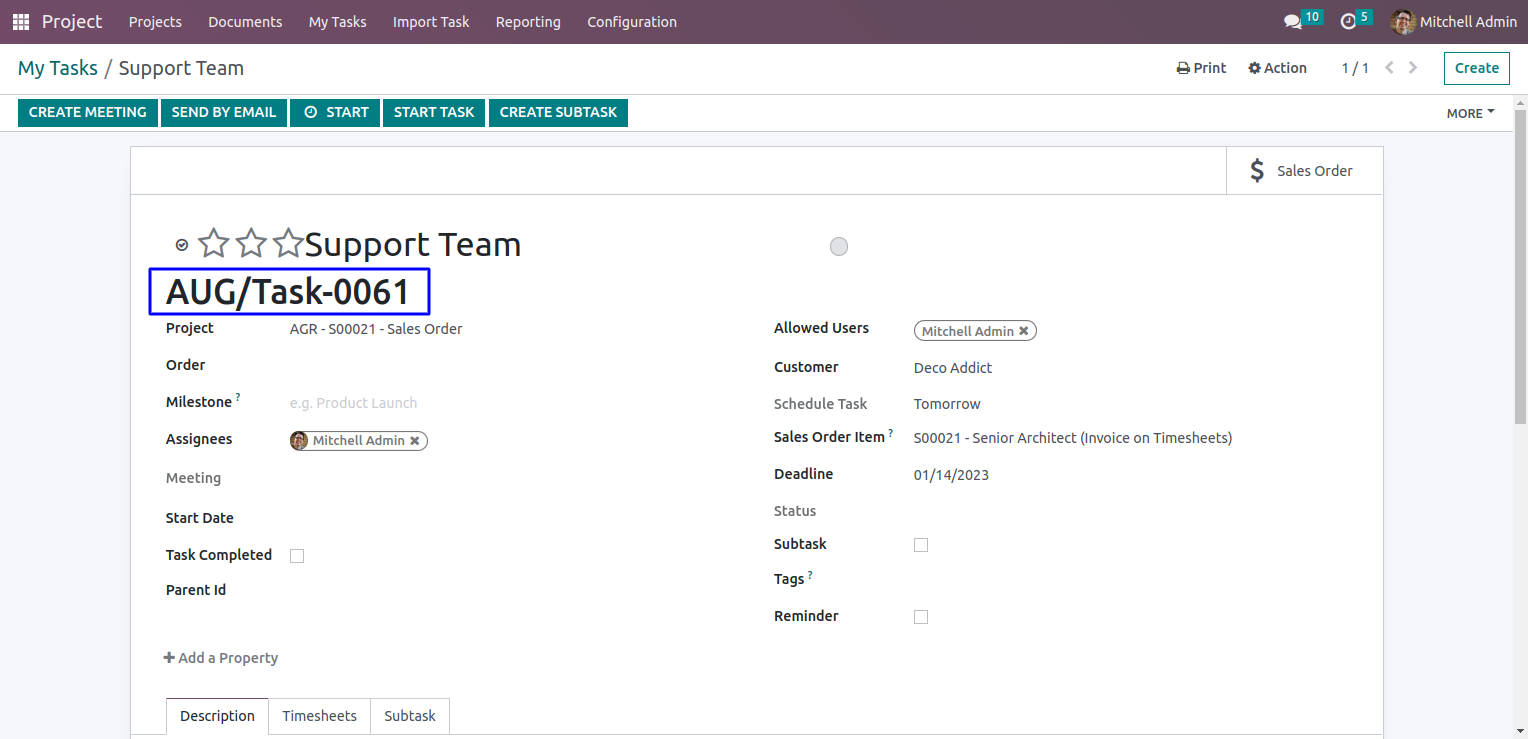 Project Projects Documents My Tasks Import Task Reporting Configuration 10 5 Mitchell Admin
My Tasks / Support Team Print Action 1 / 1 Create
CREATE MEETING SEND BY EMAIL START START TASK CREATE SUBTASK MORE
$ Sales Order
Support Team
AUG/Task-0061
Project AGR - S00021 - Sales Order
Order
Milestone ? e.g. Product Launch
Assignees Mitchell Admin ✖
Meeting
Start Date
Task Completed
Parent Id
Allowed Users Mitchell Admin ✖
Customer Deco Addict
Schedule Task Tomorrow
Sales Order Item ? S00021 - Senior Architect (Invoice on Timesheets)
Deadline 01/14/2023
Status
Subtask
Tags ?
Reminder
+ Add a Property
Description Timesheets Subtask